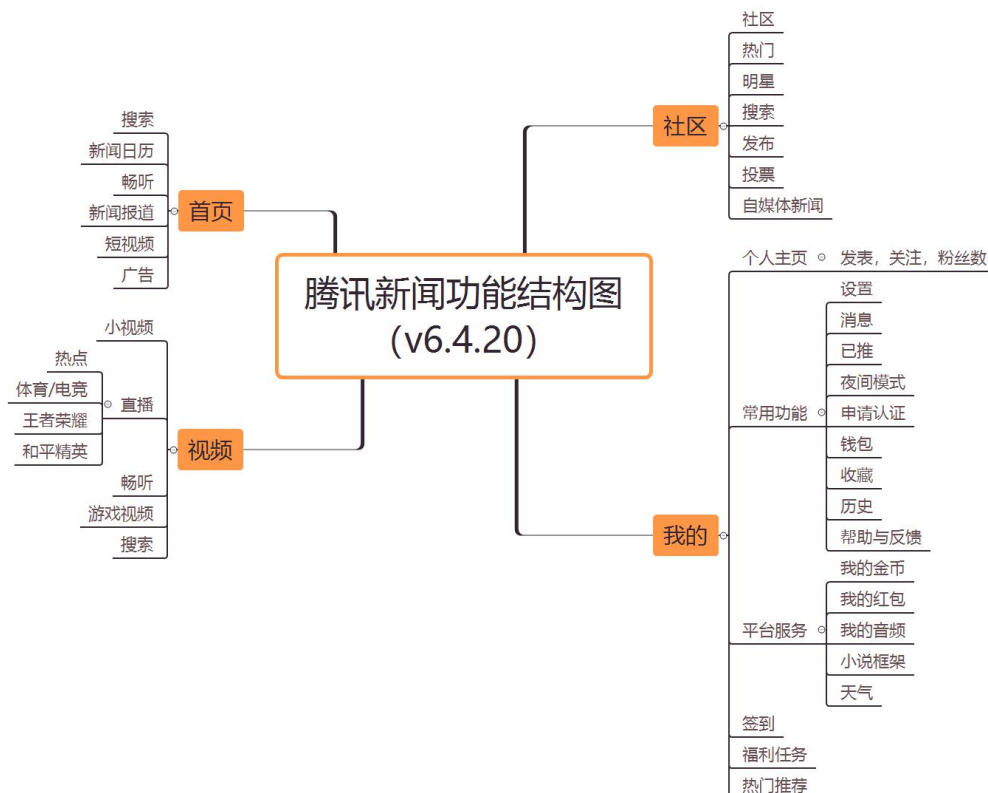 腾讯新闻功能结构图
（v6.4.20）
首页
搜索
新闻日历
畅听
新闻报道
短视频
广告
视频
小视频
直播
热点
体育/电竞
王者荣耀
和平精英
畅听
游戏视频
搜索
社区
社区
热门
明星
搜索
发布
投票
自媒体新闻
我的
个人主页
发表，关注，粉丝数
常用功能
设置
消息
已推
夜间模式
申请认证
钱包
收藏
历史
帮助与反馈
平台服务
我的金币
我的红包
我的音频
小说框架
天气
签到
福利任务
热门推荐